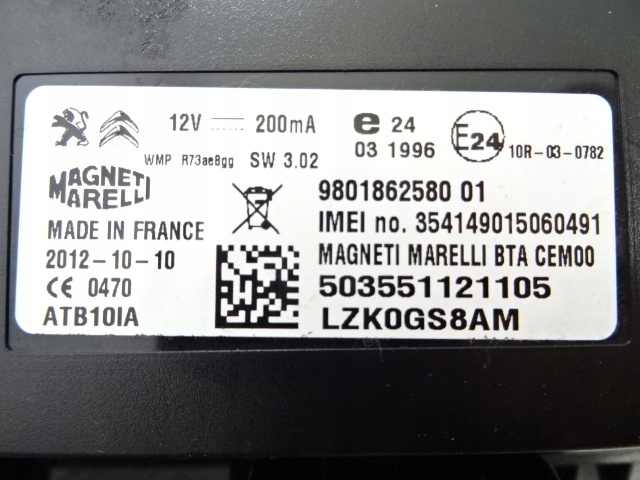 12V 200mA e 24 E24
03 1996 10R-03-0782
WMP R73ae8gg SW 3.02
MAGNETI MARELLI
9801862580 01
MADE IN FRANCE
IMEI no. 354149015060491
2012-10-10
MAGNETI MARELLI BTA CEM00
CE 0470
503551121105
ATB10IA
LZK0GS8AM